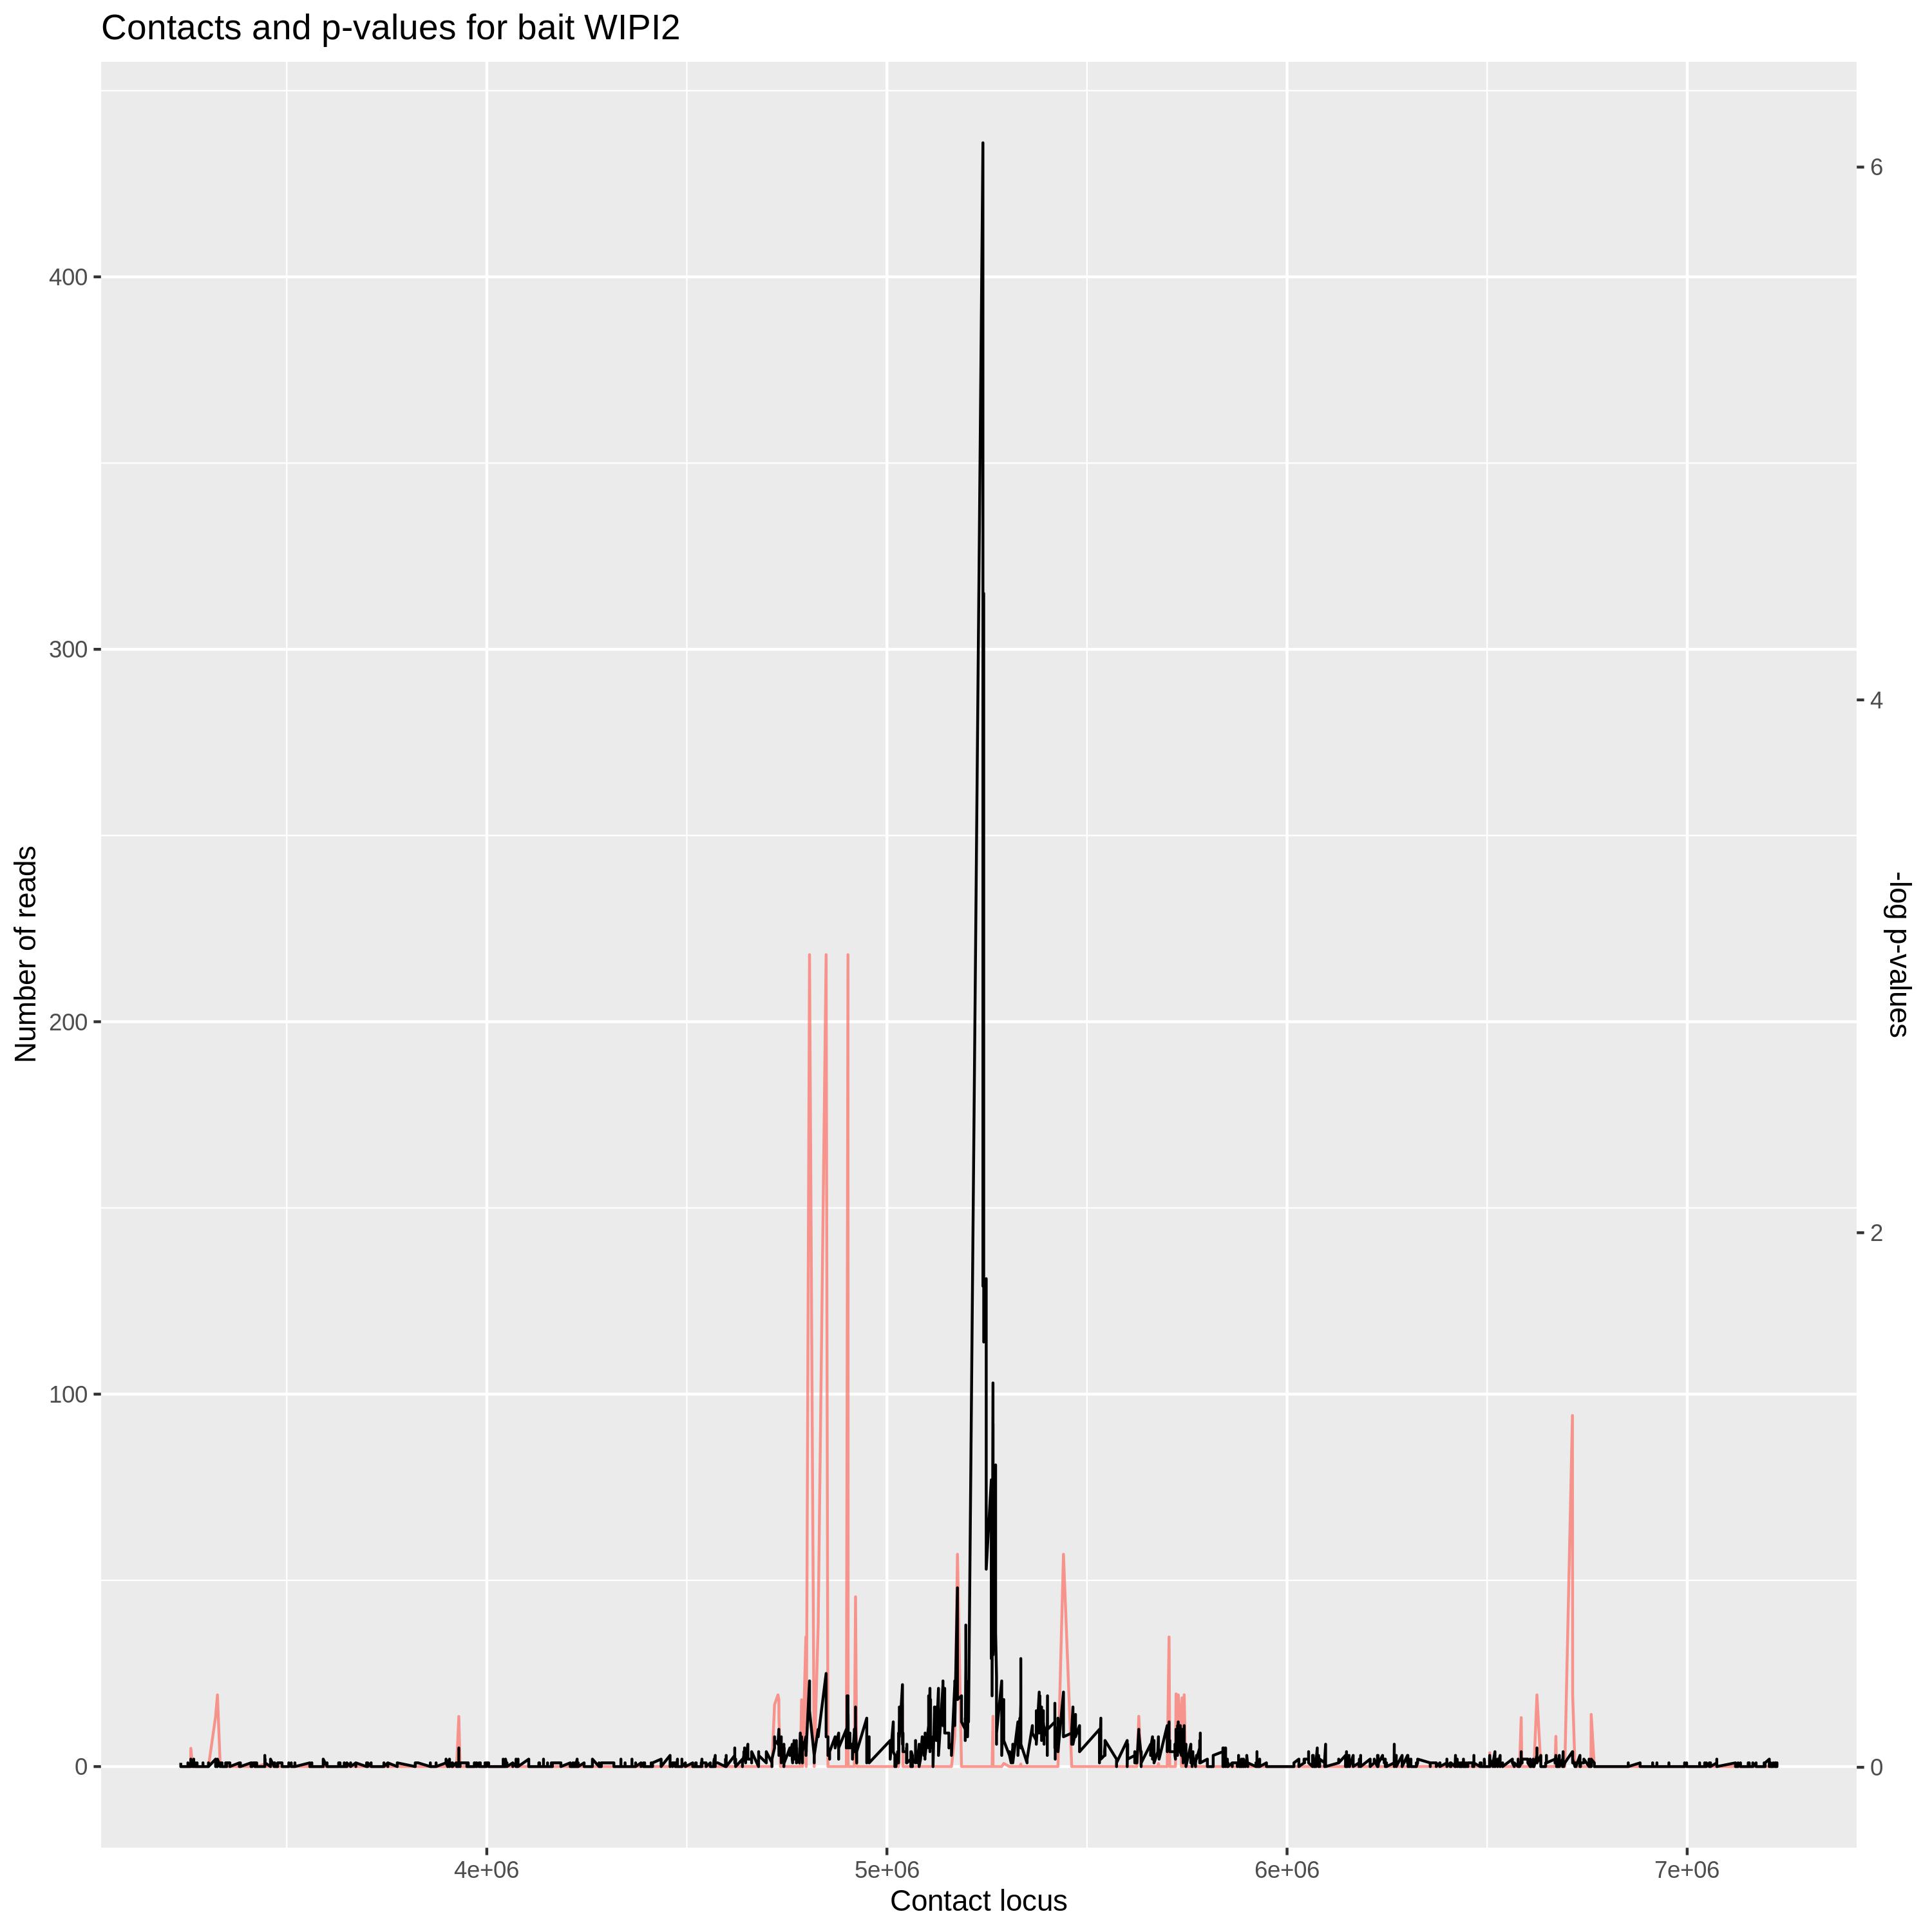 Contacts and p-values for bait WIPI2
400
300
200
100
0
Number of reads
6
4
2
0
-log p-values
4e+06 5e+06 6e+06 7e+06
Contact locus